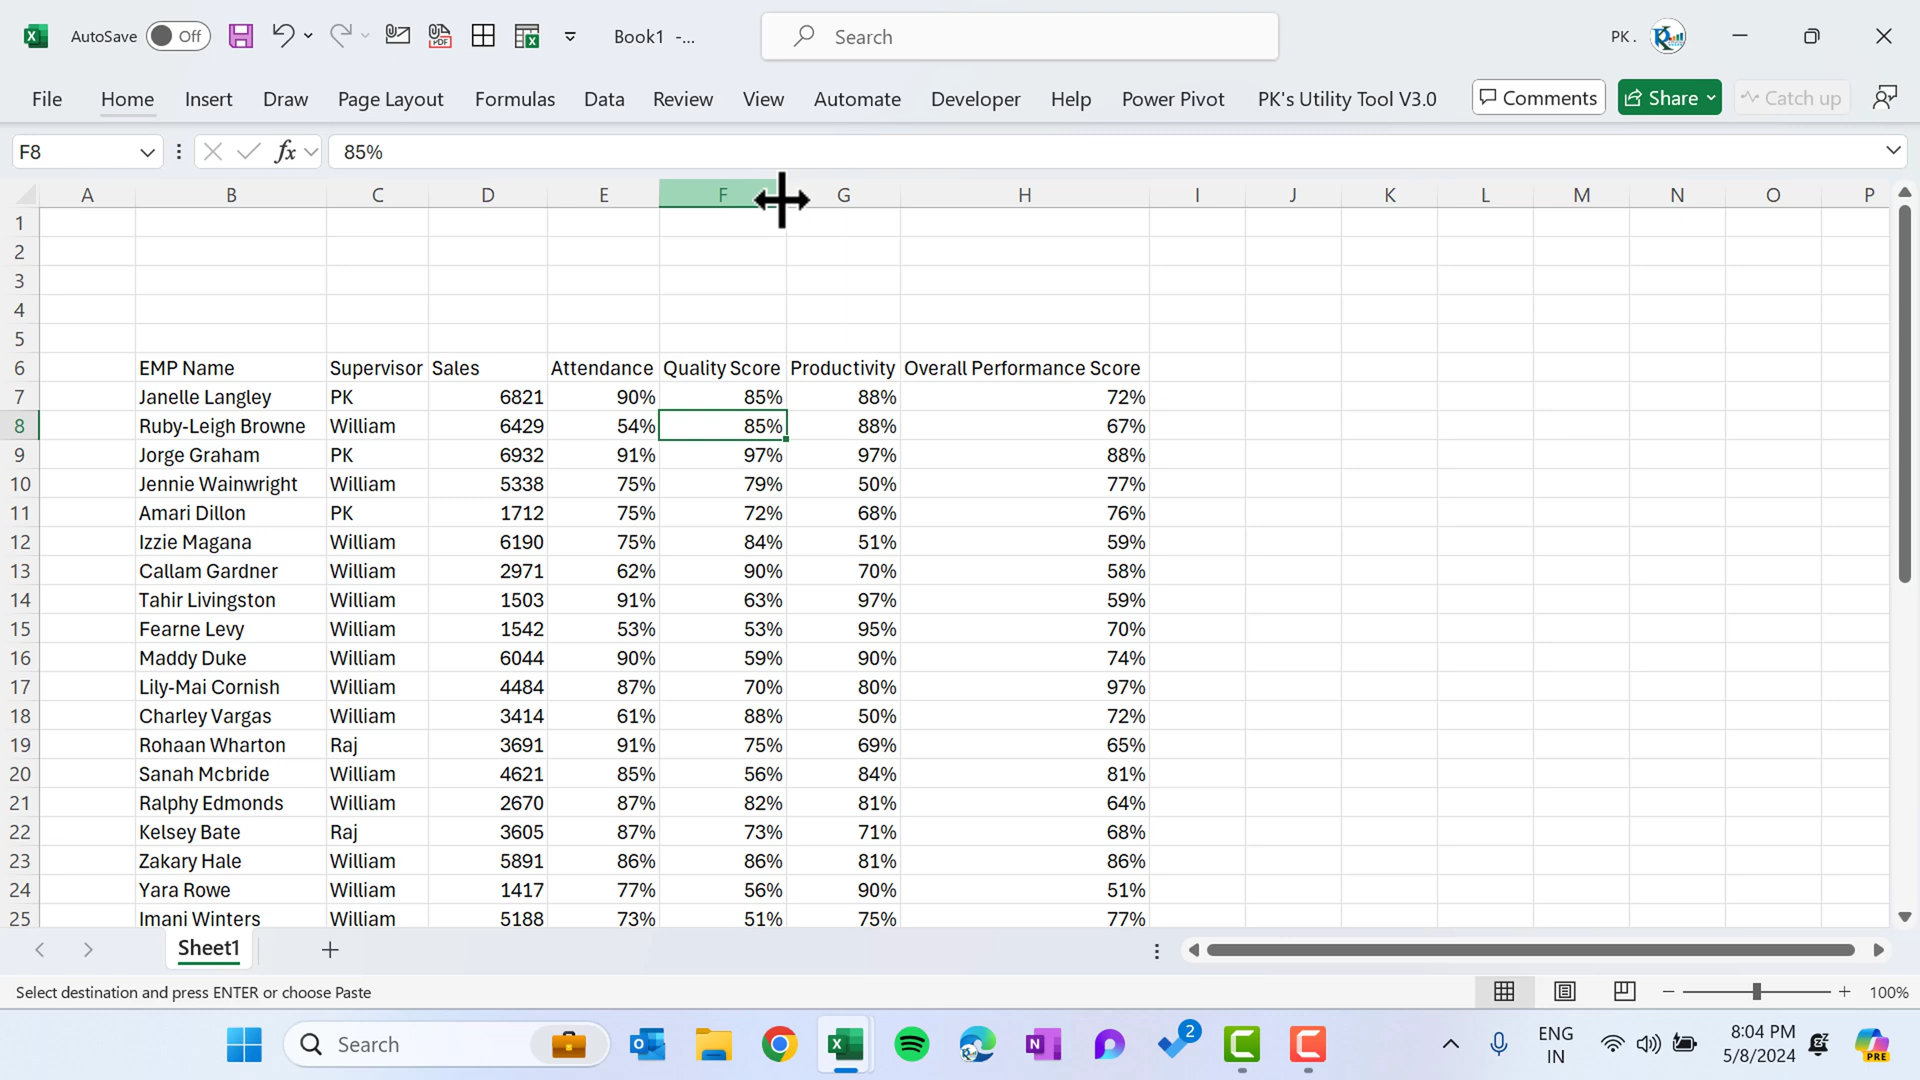 AutoSave Off Book1 -... Search PK .
File Home Insert Draw Page Layout Formulas Data Review View Automate Developer Help Power Pivot PK's Utility Tool V3.0 Comments Share Catch up
F8 fx 85%
A B C D E F G H I J K L M N O P
1
2
3
4
5
6 EMP Name Supervisor Sales Attendance Quality Score Productivity Overall Performance Score
7 Janelle Langley PK 6821 90% 85% 88% 72%
8 Ruby-Leigh Browne William 6429 54% 85% 88% 67%
9 Jorge Graham PK 6932 91% 97% 97% 88%
10 Jennie Wainwright William 5338 75% 79% 50% 77%
11 Amari Dillon PK 1712 75% 72% 68% 76%
12 Izzie Magana William 6190 75% 84% 51% 59%
13 Callam Gardner William 2971 62% 90% 70% 58%
14 Tahir Livingston William 1503 91% 63% 97% 59%
15 Fearne Levy William 1542 53% 53% 95% 70%
16 Maddy Duke William 6044 90% 59% 90% 74%
17 Lily-Mai Cornish William 4484 87% 70% 80% 97%
18 Charley Vargas William 3414 61% 88% 50% 72%
19 Rohaan Wharton Raj 3691 91% 75% 69% 65%
20 Sanah Mcbride William 4621 85% 56% 84% 81%
21 Ralphy Edmonds William 2670 87% 82% 81% 64%
22 Kelsey Bate Raj 3605 87% 73% 71% 68%
23 Zakary Hale William 5891 86% 86% 81% 86%
24 Yara Rowe William 1417 77% 56% 90% 51%
25 Imani Winters William 5188 73% 51% 75% 77%
Sheet1
Select destination and press ENTER or choose Paste 100%
Search 2 ENG 8:04 PM
IN 5/8/2024 PRE